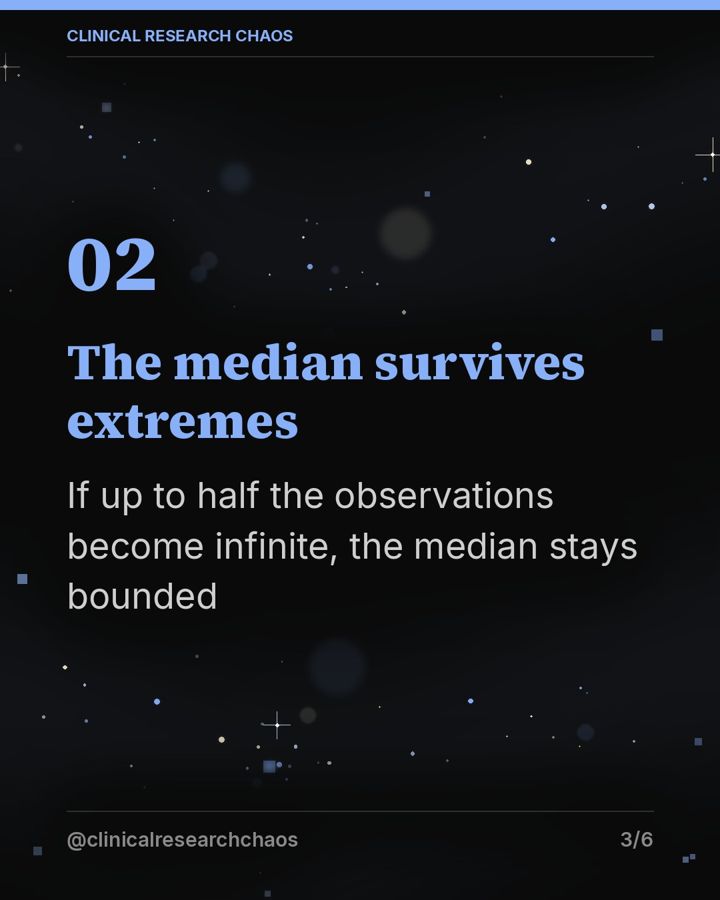 CLINICAL RESEARCH CHAOS
02
The median survives
extremes
If up to half the observations
become infinite, the median stays
bounded
@clinicalresearchchaos
3/6